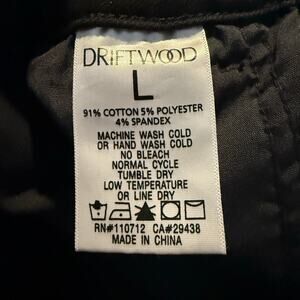 DRIFTWOOD
L
91% COTTON 5% POLYESTER
4% SPANDEX
MACHINE WASH COLD
OR HAND WASH COLD
NO BLEACH
NORMAL CYCLE
TUMBLE DRY
LOW TEMPERATURE
OR LINE DRY
RN#110712 CA#29438
MADE IN CHINA